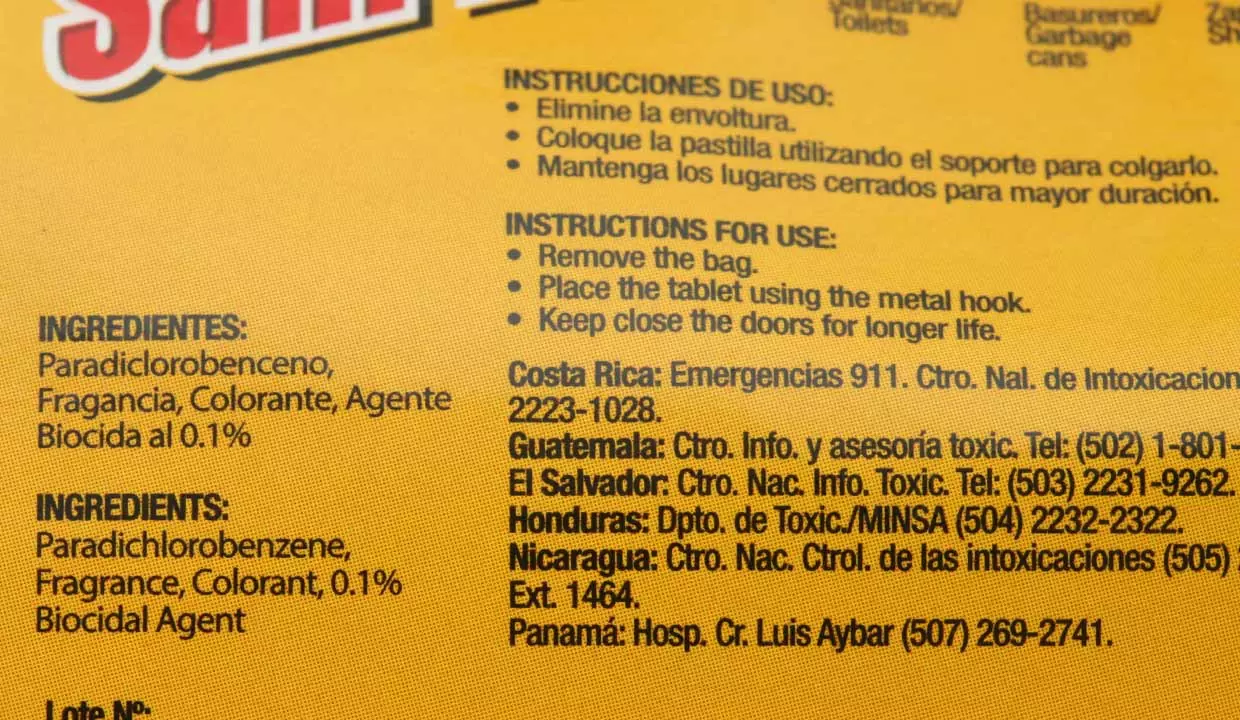 Sanitarios/
Toilets
Basureros/
Garbage
cans
INSTRUCCIONES DE USO:
• Elimine la envoltura.
• Coloque la pastilla utilizando el soporte para colgarlo.
• Mantenga los lugares cerrados para mayor duración.
INSTRUCTIONS FOR USE:
• Remove the bag.
• Place the tablet using the metal hook.
• Keep close the doors for longer life.
INGREDIENTES:
Paradiclorobenceno,
Fragancia, Colorante, Agente
Biocida al 0.1%
INGREDIENTS:
Paradichlorobenzene,
Fragrance, Colorant, 0.1%
Biocidal Agent
Costa Rica: Emergencias 911. Ctro. Nal. de Intoxicacion
2223-1028.
Guatemala: Ctro. Info. y asesoría toxic. Tel: (502) 1-801-
El Salvador: Ctro. Nac. Info. Toxic. Tel: (503) 2231-9262.
Honduras: Dpto. de Toxic./MINSA (504) 2232-2322.
Nicaragua: Ctro. Nac. Ctrol. de las intoxicaciones (505)
Ext. 1464.
Panamá: Hosp. Cr. Luis Aybar (507) 269-2741.
Lote Nº: